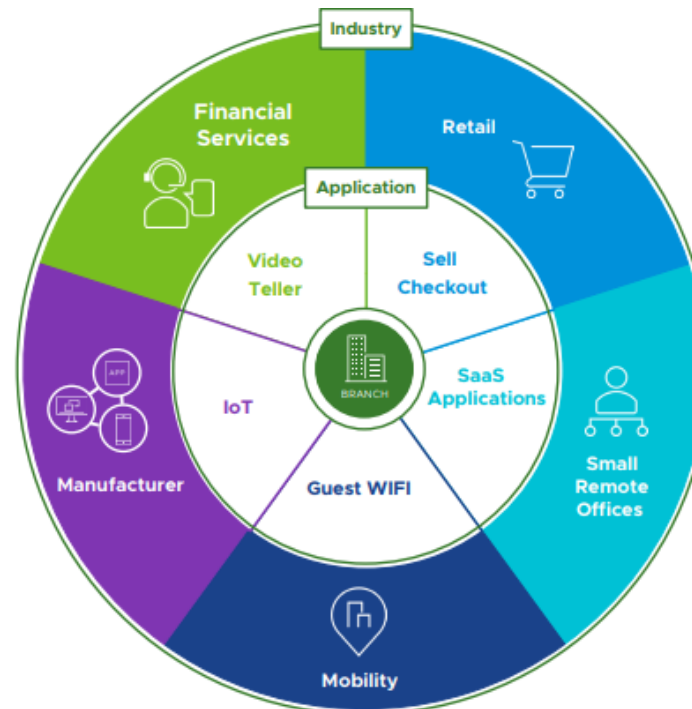 Industry
Financial
Services
Retail
Application
Video
Teller
Sell
Checkout
BRANCH
APP
IoT
SaaS
Applications
Manufacturer
Guest WIFI
Small
Remote
Offices
Mobility